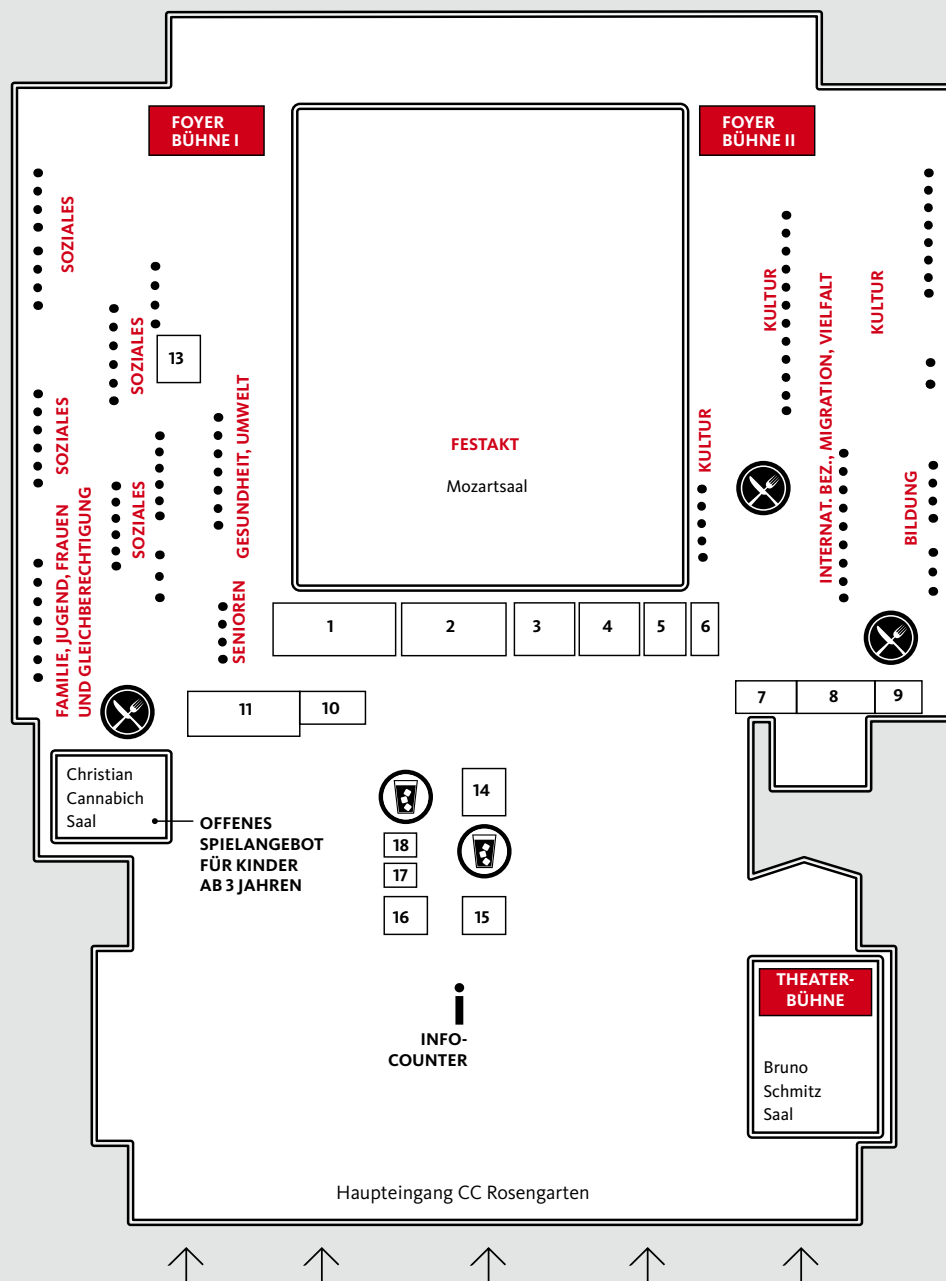 FOYER
BÜHNE I
FOYER
BÜHNE II
SOZIALES
SOZIALES
13
SOZIALES
SOZIALES
GESUNDHEIT, UMWELT
SENIOREN
FAMILIE, JUGEND, FRAUEN
UND GLEICHBERECHTIGUNG
FESTAKT
Mozartsaal
KULTUR
KULTUR
KULTUR
INTERNAT. BEZ., MIGRATION, VIELFALT
BILDUNG
1
2
3
4
5
6
7
8
9
11
10
Christian
Cannabich
Saal
OFFENES
SPIELANGEBOT
FÜR KINDER
AB 3 JAHREN
14
18
17
16
15
i
INFO-
COUNTER
THEATER-
BÜHNE
Bruno
Schmitz
Saal
Haupteingang CC Rosengarten